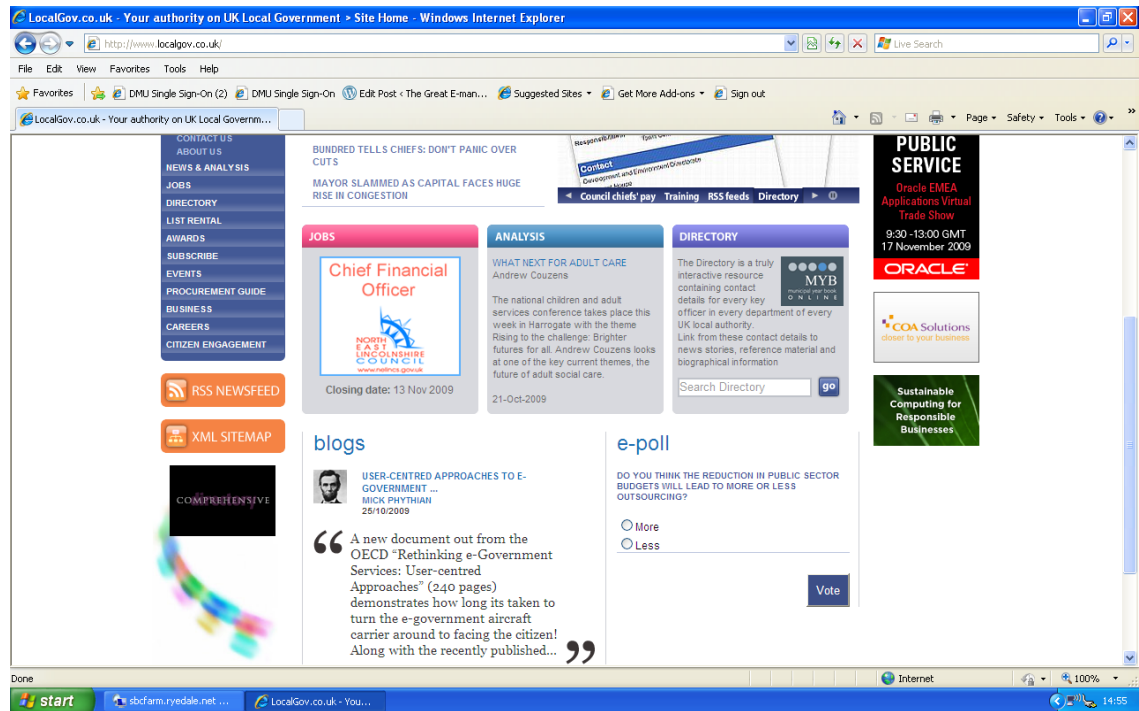 LocalGov.co.uk - Your authority on UK Local Government > Site Home - Windows Internet Explorer
http://www.localgov.co.uk/
Live Search
File Edit View Favorites Tools Help
Favorites DMU Single Sign-On (2) DMU Single Sign-On Edit Post ‹ The Great E-man... Suggested Sites Get More Add-ons Sign out
LocalGov.co.uk - Your authority on UK Local Governm...
Page Safety Tools »
CONTACT US
ABOUT US
NEWS & ANALYSIS
JOBS
DIRECTORY
LIST RENTAL
AWARDS
SUBSCRIBE
EVENTS
PROCUREMENT GUIDE
BUSINESS
CAREERS
CITIZEN ENGAGEMENT
RSS NEWSFEED
XML SITEMAP
COMPREHENSIVE
BUNDRED TELLS CHIEFS: DON'T PANIC OVER
CUTS
MAYOR SLAMMED AS CAPITAL FACES HUGE
RISE IN CONGESTION
Contact
Development and Environment Directorate
Council chiefs' pay Training RSS feeds Directory
JOBS
Chief Financial
Officer
NORTH
EAST
LINCOLNSHIRE
COUNCIL
www.nelincs.gov.uk
Closing date: 13 Nov 2009
ANALYSIS
WHAT NEXT FOR ADULT CARE
Andrew Couzens
The national children and adult
services conference takes place this
week in Harrogate with the theme
Rising to the challenge: Brighter
futures for all. Andrew Couzens looks
at one of the key current themes, the
future of adult social care.
21-Oct-2009
DIRECTORY
The Directory is a truly
interactive resource
containing contact
details for every key
officer in every department of every
UK local authority.
Link from these contact details to
news stories, reference material and
biographical information
MYB
municipal year book
ONLINE
Search Directory
go
blogs
USER-CENTRED APPROACHES TO E-
GOVERNMENT ...
MICK PHYTHIAN
25/10/2009
“ A new document out from the
OECD “Rethinking e-Government
Services: User-centred
Approaches” (240 pages)
demonstrates how long its taken to
turn the e-government aircraft
carrier around to facing the citizen!
Along with the recently published... ”
e-poll
DO YOU THINK THE REDUCTION IN PUBLIC SECTOR
BUDGETS WILL LEAD TO MORE OR LESS
OUTSOURCING?
More
Less
Vote
PUBLIC
SERVICE
Oracle EMEA
Applications Virtual
Trade Show
9:30 -13:00 GMT
17 November 2009
ORACLE
COA Solutions
closer to your business
Sustainable
Computing for
Responsible
Businesses
Done
Internet
100%
start
sbcfarm.ryedale.net ...
LocalGov.co.uk - You...
14:55